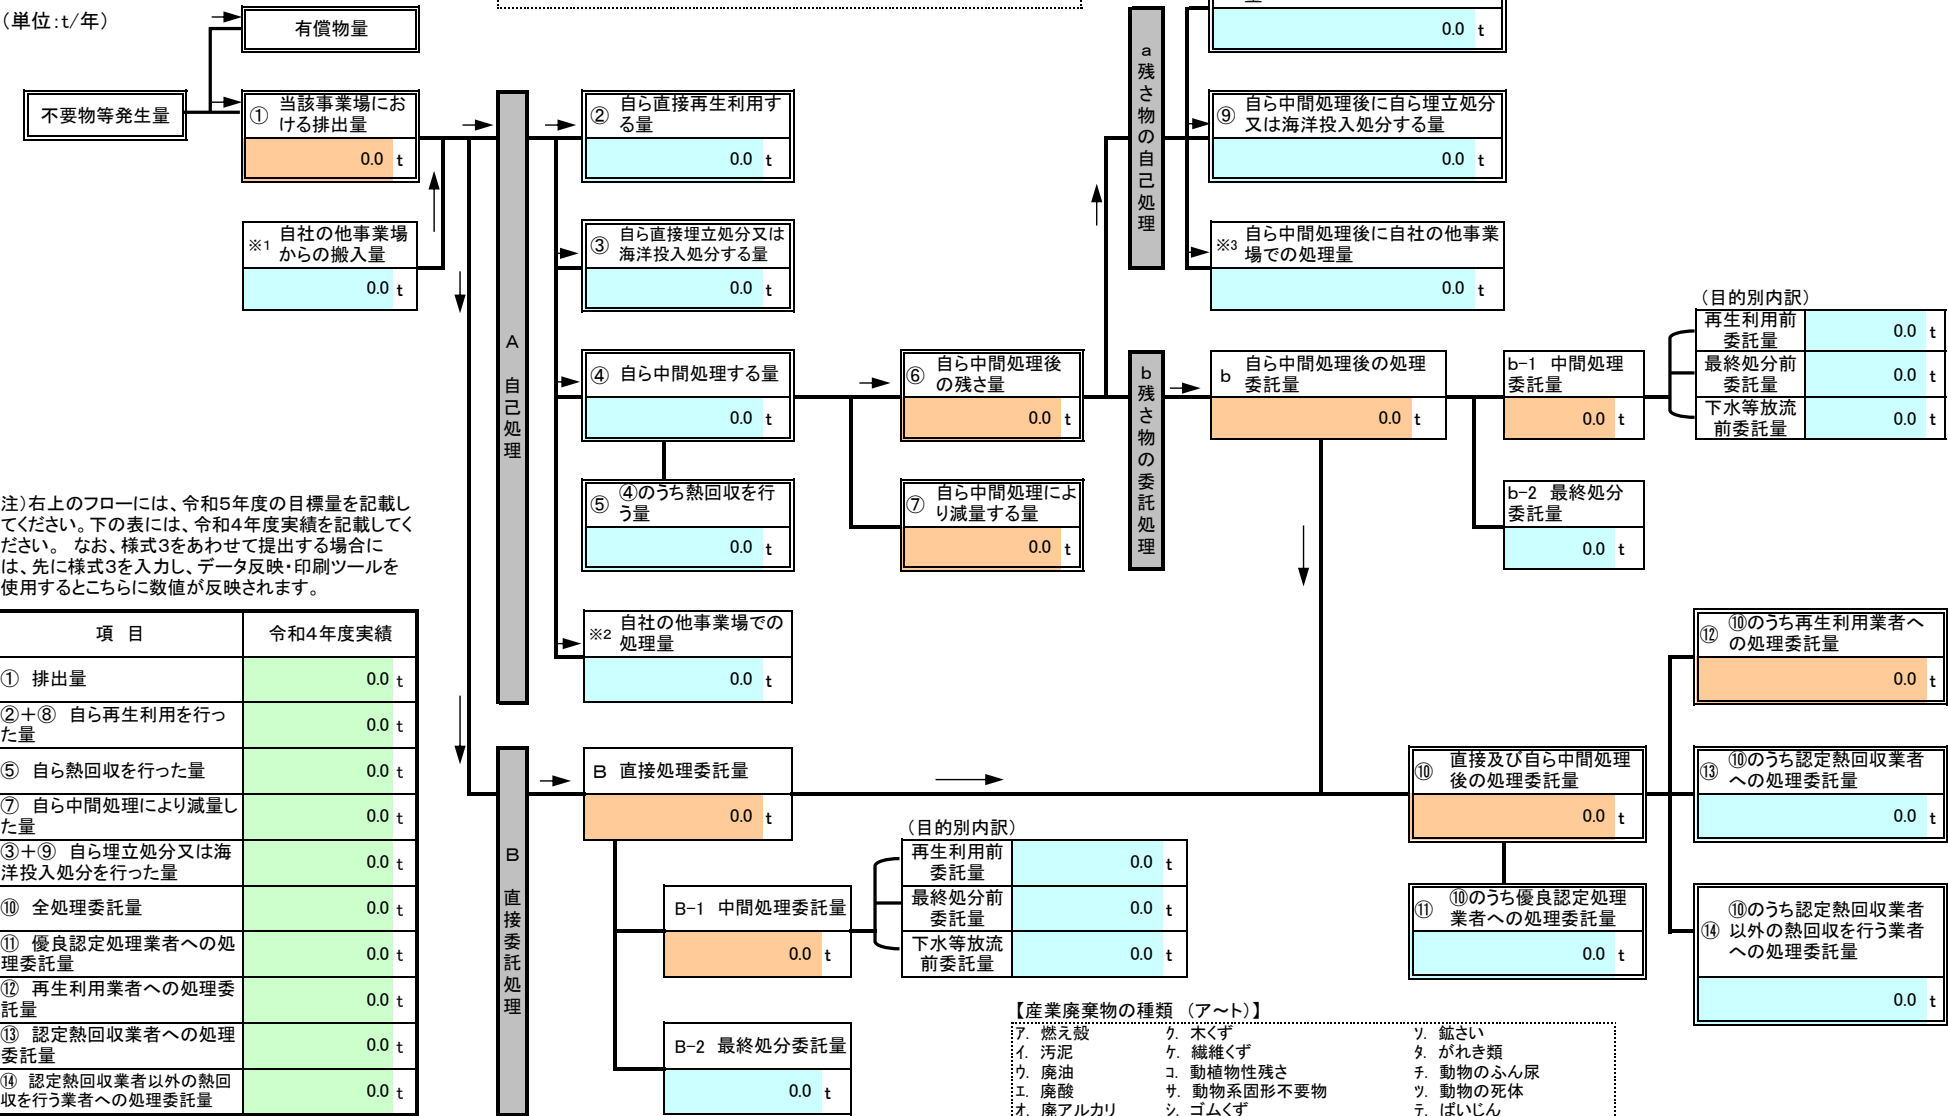 (単位:t/年)
有償物量
不要物等発生量
① 当該事業場にお
ける排出量
0.0 t
※1 自社の他事業場
からの搬入量
0.0 t
A
自己処理
② 自ら直接再生利用す
る量
0.0 t
③ 自ら直接埋立処分又は
海洋投入処分する量
0.0 t
④ 自ら中間処理する量
0.0 t
⑤ ④のうち熱回収を行
う量
0.0 t
※2 自社の他事業場での
処理量
0.0 t
⑥ 自ら中間処理後
の残さ量
0.0 t
⑦ 自ら中間処理によ
り減量する量
0.0 t
a残さ物の自己処理
0.0 t
⑨ 自ら中間処理後に自ら埋立処分
又は海洋投入処分する量
0.0 t
※3 自ら中間処理後に自社の他事業
場での処理量
0.0 t
b残さ物の委託処理
b 自ら中間処理後の処理
委託量
0.0 t
b-1 中間処理
委託量
0.0 t
(目的別内訳)
再生利用前
委託量
0.0 t
最終処分前
委託量
0.0 t
下水等放流
前委託量
0.0 t
b-2 最終処分
委託量
0.0 t
注)右上のフローには、令和5年度の目標量を記載し
てください。下の表には、令和4年度実績を記載してく
ださい。 なお、様式3をあわせて提出する場合に
は、先に様式3を入力し、データ反映・印刷ツールを
使用するとこちらに数値が反映されます。
項 目 令和4年度実績
① 排出量 0.0 t
②+⑧ 自ら再生利用を行っ
た量
0.0 t
⑤ 自ら熱回収を行った量 0.0 t
⑦ 自ら中間処理により減量し
た量
0.0 t
③+⑨ 自ら埋立処分又は海
洋投入処分を行った量
0.0 t
⑩ 全処理委託量 0.0 t
⑪ 優良認定処理業者への処
理委託量
0.0 t
⑫ 再生利用業者への処理委
託量
0.0 t
⑬ 認定熱回収業者への処理
委託量
0.0 t
⑭ 認定熱回収業者以外の熱回
収を行う業者への処理委託量
0.0 t
B
直接委託処理
B 直接処理委託量
0.0 t
B-1 中間処理委託量
0.0 t
(目的別内訳)
再生利用前
委託量
0.0 t
最終処分前
委託量
0.0 t
下水等放流
前委託量
0.0 t
B-2 最終処分委託量
0.0 t
⑩ 直接及び自ら中間処理
後の処理委託量
0.0 t
⑪ ⑩のうち優良認定処理
業者への処理委託量
0.0 t
⑫ ⑩のうち再生利用業者へ
の処理委託量
0.0 t
⑬ ⑩のうち認定熱回収業者
への処理委託量
0.0 t
⑭ ⑩のうち認定熱回収業者
以外の熱回収を行う業者
への処理委託量
0.0 t
【産業廃棄物の種類 (ア~ト)】
ア. 燃え殻 ク. 木くず ソ. 鉱さい
イ. 汚泥 ケ. 繊維くず タ. がれき類
ウ. 廃油 コ. 動植物性残さ チ. 動物のふん尿
エ. 廃酸 サ. 動物系固形不要物 ツ. 動物の死体
オ. 廃アルカリ シ. ゴムくず テ. ばいじん